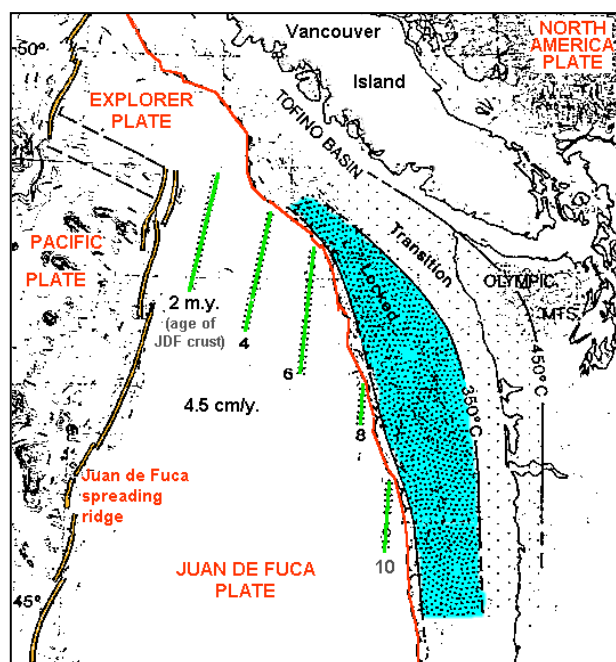 50°
Vancouver
Island
NORTH
AMERICA
PLATE
EXPLORER
PLATE
TOFINO BASIN
PACIFIC
PLATE
Transition
Locked
OLYMPIC
MTS.
2 m.y.
(age of
JDF crust)
4
6
8
10
4.5 cm/y.
350°C
450°C
Juan de Fuca
spreading
ridge
JUAN DE FUCA
PLATE
45°